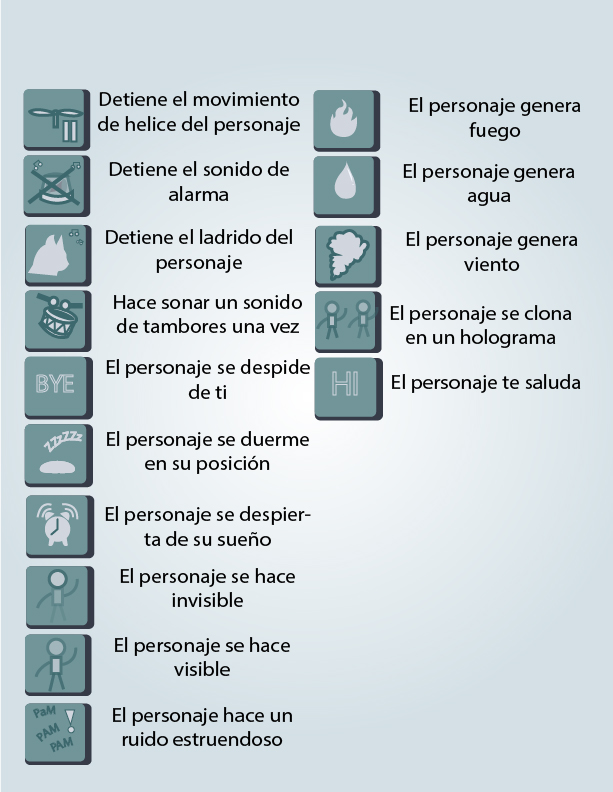 Detiene el movimiento
de helice del personaje
Detiene el sonido de
alarma
Detiene el ladrido del
personaje
Hace sonar un sonido
de tambores una vez
BYE
El personaje se despide
de ti
zzzzzz
El personaje se duerme
en su posición
El personaje se despier-
ta de su sueño
El personaje se hace
invisible
El personaje se hace
visible
PaM
PAM
PAM
!
El personaje hace un
ruido estruendoso
El personaje genera
fuego
El personaje genera
agua
El personaje genera
viento
El personaje se clona
en un holograma
HI
El personaje te saluda